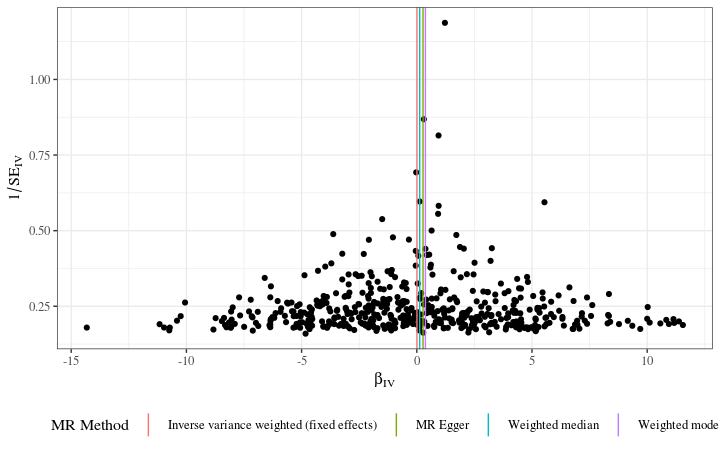 1.00
0.75
0.50
0.25
1/SE_IV
-15 -10 -5 0 5 10
β_IV
MR Method Inverse variance weighted (fixed effects) MR Egger Weighted median Weighted mode